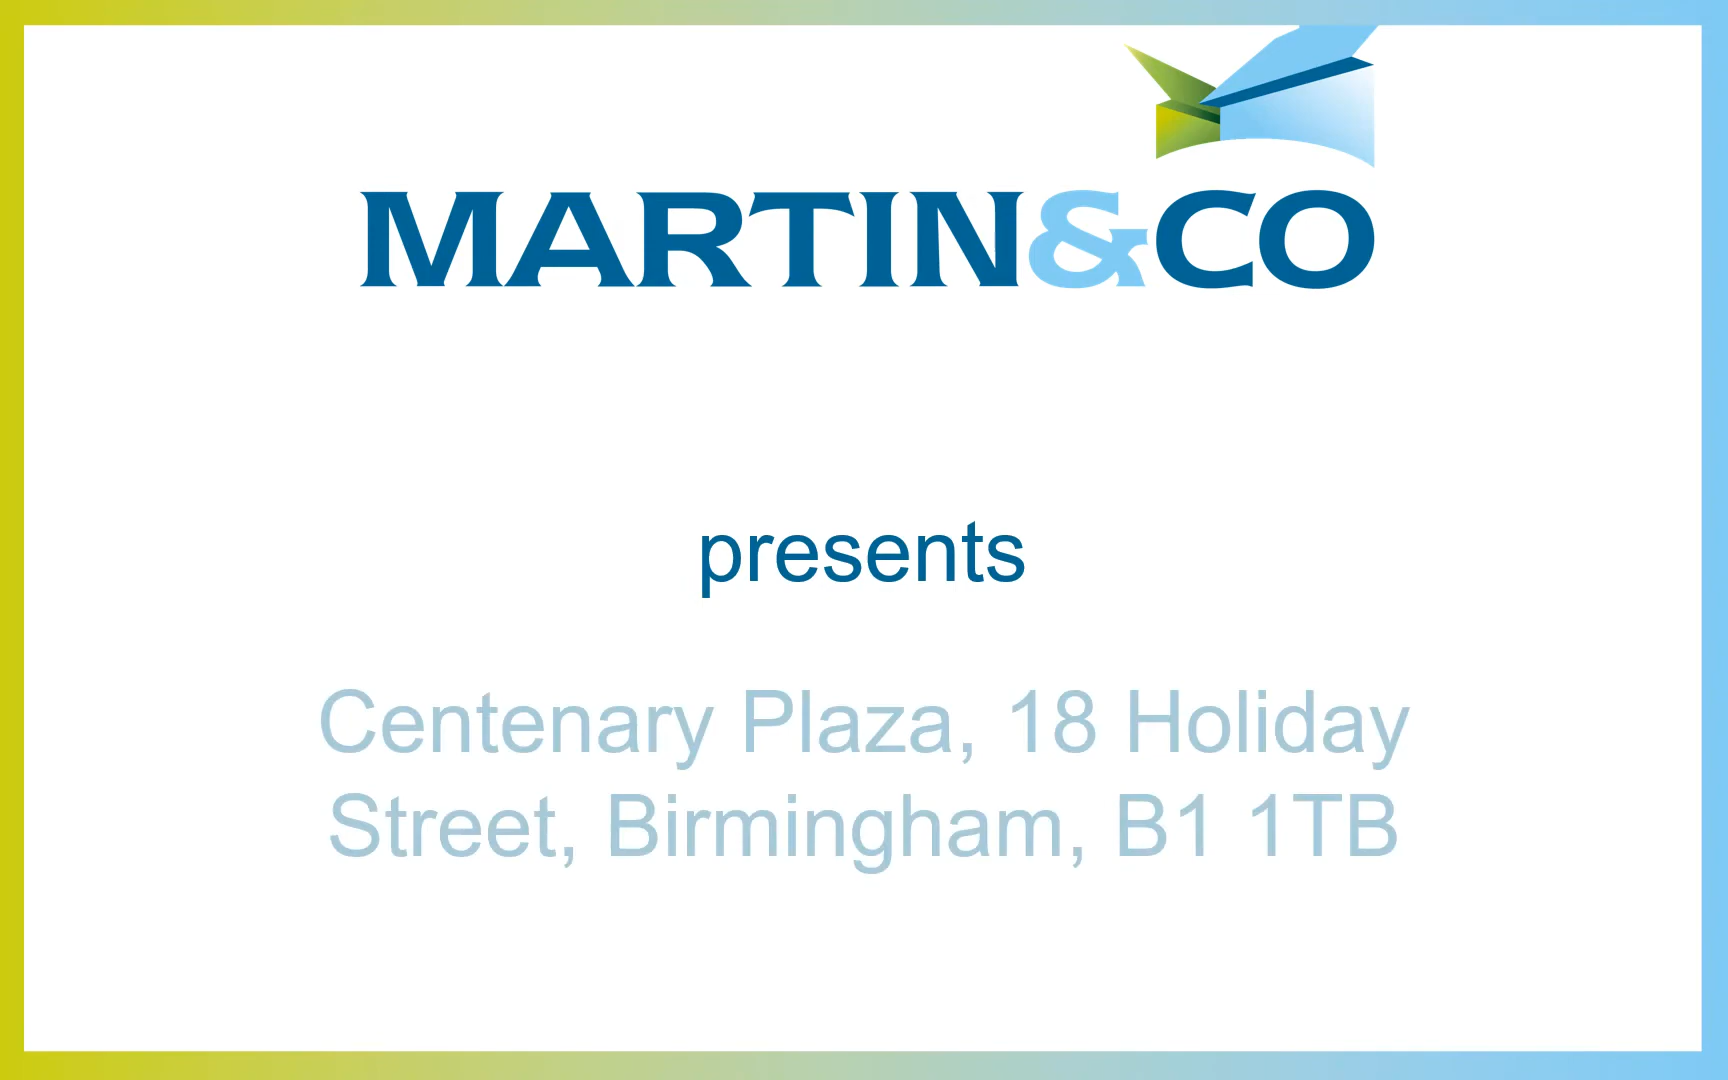 MARTIN&CO
presents
Centenary Plaza, 18 Holiday
Street, Birmingham, B1 1TB